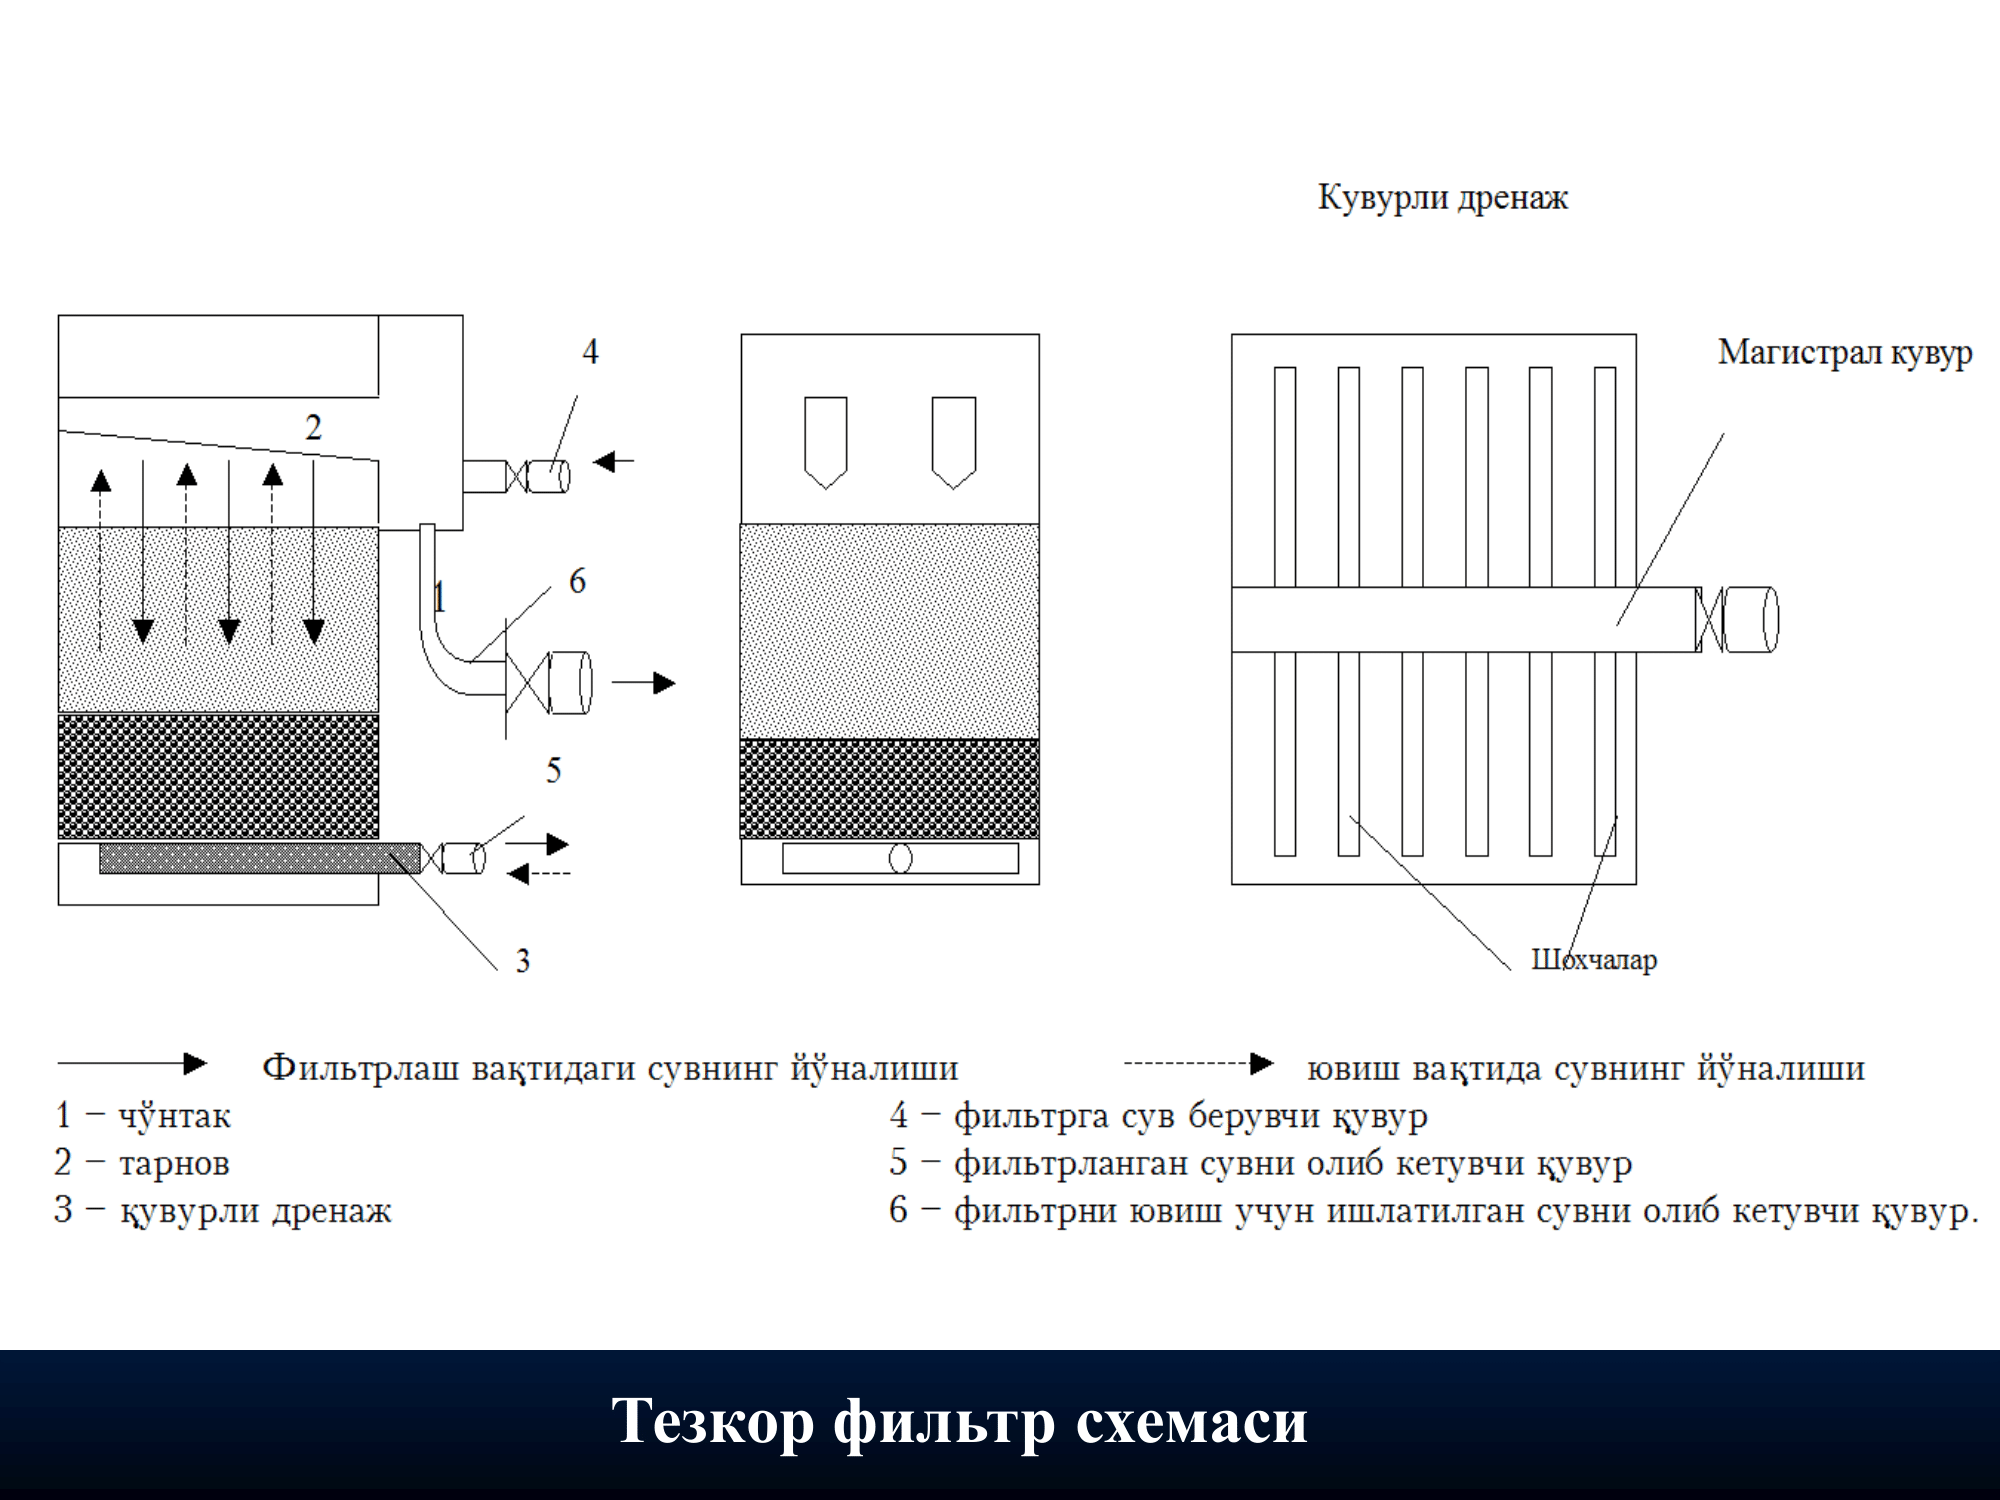 Кувурли дренаж
4
Магистрал кувур
2
6
1
5
3
Шохчалар
Фильтрлаш вақтидаги сувнинг йўналиши
ювиш вақтида сувнинг йўналиши
1 – чўнтак
4 – фильтрга сув берувчи қувур
2 – тарнов
5 – фильтрланган сувни олиб кетувчи қувур
3 – қувурли дренаж
6 – фильтрни ювиш учун ишлатилган сувни олиб кетувчи қувур.
Тезкор фильтр схемаси